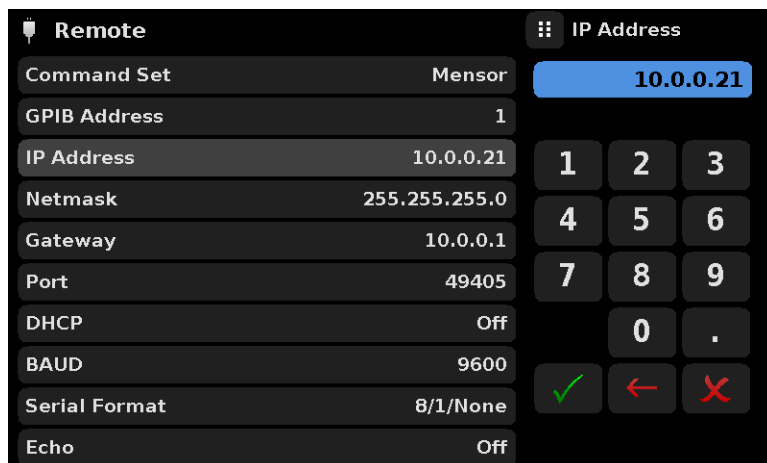 Remote
Command Set Mensor
GPIB Address 1
IP Address 10.0.0.21
Netmask 255.255.255.0
Gateway 10.0.0.1
Port 49405
DHCP Off
BAUD 9600
Serial Format 8/1/None
Echo Off
IP Address
10.0.0.21
1 2 3
4 5 6
7 8 9
0 .